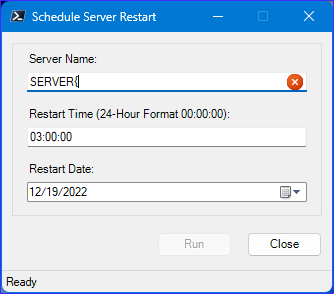 Schedule Server Restart
Server Name:
SERVER{
Restart Time (24-Hour Format 00:00:00):
03:00:00
Restart Date:
12/19/2022
Run Close
Ready